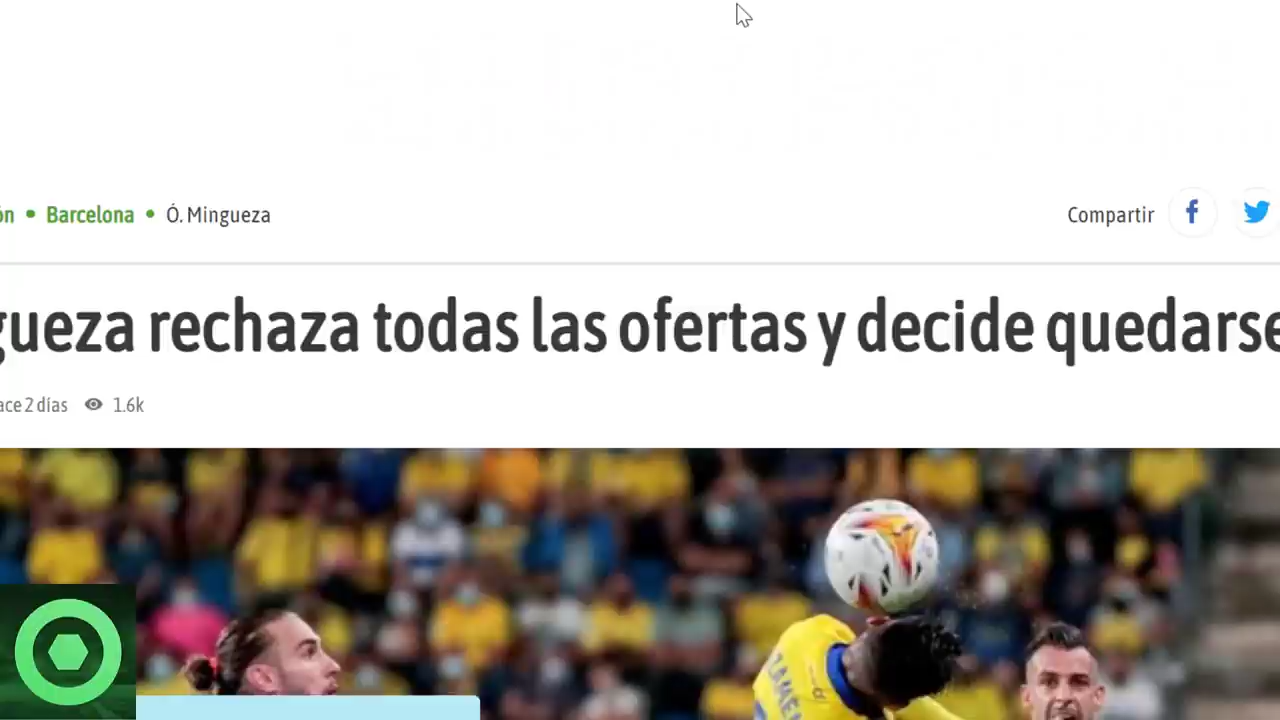 ón • Barcelona • Ó. Mingueza
Compartir
gueza rechaza todas las ofertas y decide quedarse
ace 2 días 1.6k